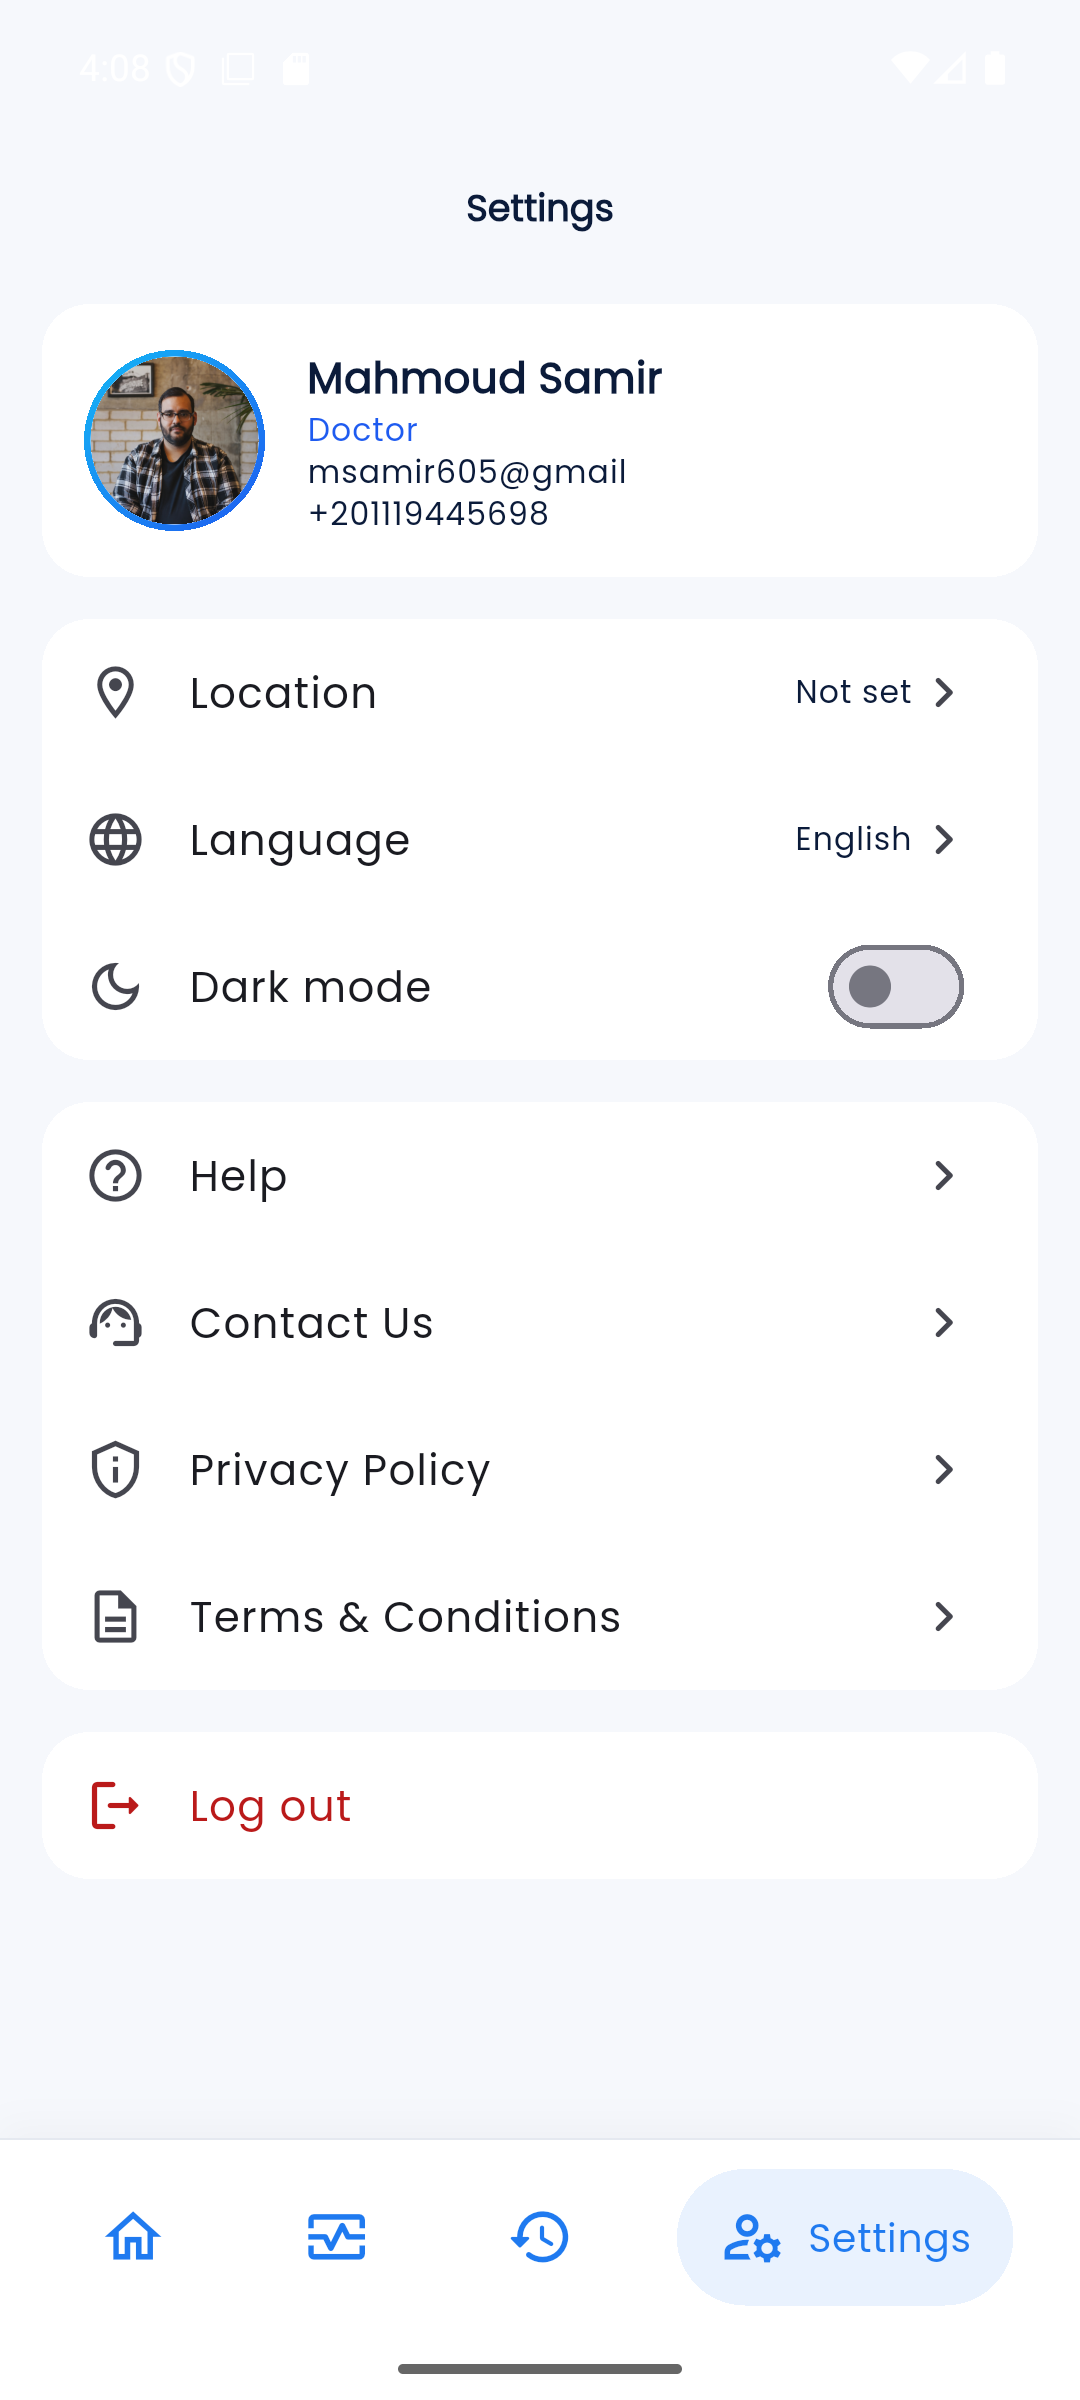 4:08
Settings
Mahmoud Samir
Doctor
msamir605@gmail
+201119445698
Location
Not set
Language
English
Dark mode
Help
Contact Us
Privacy Policy
Terms & Conditions
Log out
Settings